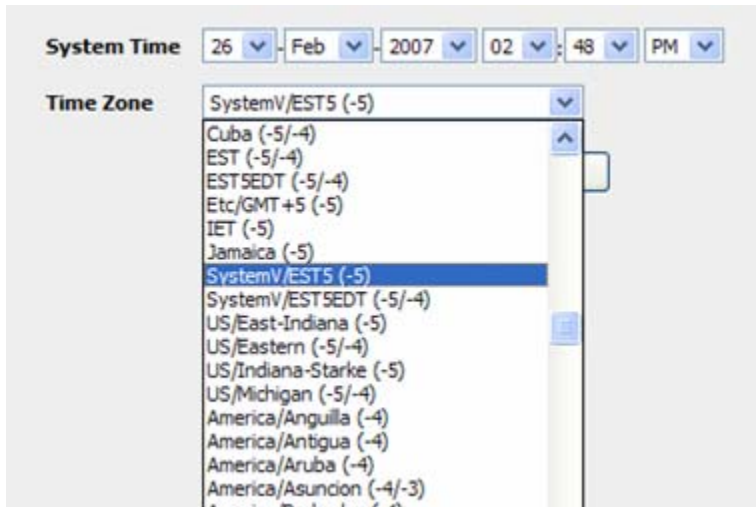 System Time 26 - Feb - 2007 02 : 48 PM
Time Zone SystemV/EST5 (-5)
Cuba (-5/-4)
EST (-5/-4)
EST5EDT (-5/-4)
Etc/GMT+5 (-5)
IET (-5)
Jamaica (-5)
SystemV/EST5 (-5)
SystemV/EST5EDT (-5/-4)
US/East-Indiana (-5)
US/Eastern (-5/-4)
US/Indiana-Starke (-5)
US/Michigan (-5/-4)
America/Anguilla (-4)
America/Antigua (-4)
America/Aruba (-4)
America/Asuncion (-4/-3)